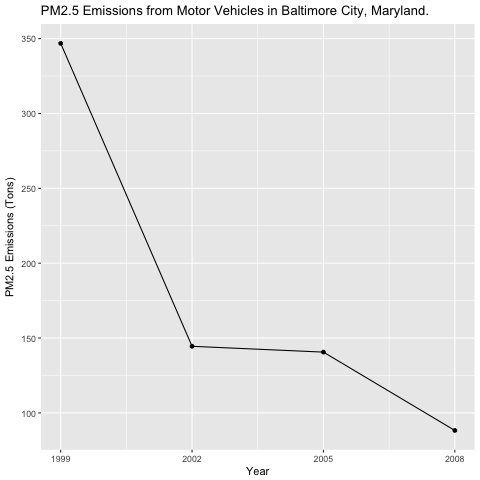 PM2.5 Emissions from Motor Vehicles in Baltimore City, Maryland.
350
300
250
200
150
100
PM2.5 Emissions (Tons)
1999 2002 2005 2008
Year